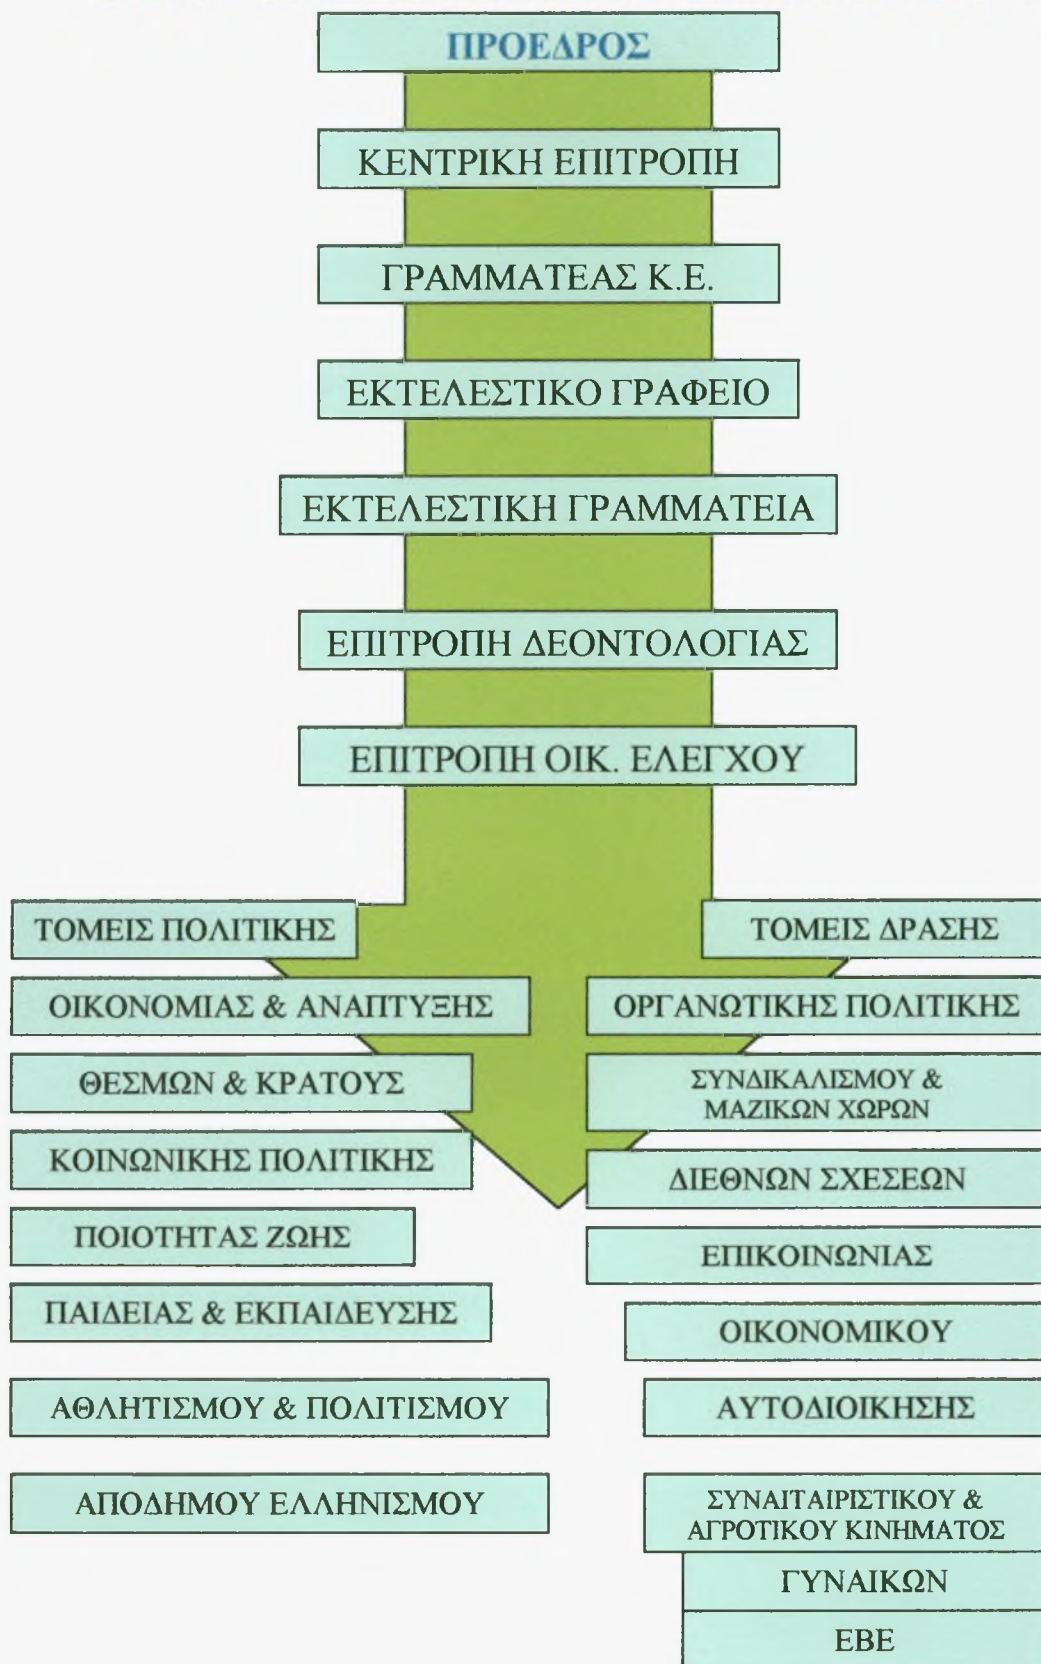 ΠΡΟΕΔΡΟΣ
ΚΕΝΤΡΙΚΗ ΕΠΙΤΡΟΠΗ
ΓΡΑΜΜΑΤΕΑΣ Κ.Ε.
ΕΚΤΕΛΕΣΤΙΚΟ ΓΡΑΦΕΙΟ
ΕΚΤΕΛΕΣΤΙΚΗ ΓΡΑΜΜΑΤΕΙΑ
ΕΠΙΤΡΟΠΗ ΔΕΟΝΤΟΛΟΓΙΑΣ
ΕΠΙΤΡΟΠΗ ΟΙΚ. ΕΛΕΓΧΟΥ
ΤΟΜΕΙΣ ΠΟΛΙΤΙΚΗΣ
ΟΙΚΟΝΟΜΙΑΣ & ΑΝΑΠΤΥΞΗΣ
ΘΕΣΜΩΝ & ΚΡΑΤΟΥΣ
ΚΟΙΝΩΝΙΚΗΣ ΠΟΛΙΤΙΚΗΣ
ΠΟΙΟΤΗΤΑΣ ΖΩΗΣ
ΠΑΙΔΕΙΑΣ & ΕΚΠΑΙΔΕΥΣΗΣ
ΑΘΛΗΤΙΣΜΟΥ & ΠΟΛΙΤΙΣΜΟΥ
ΑΠΟΔΗΜΟΥ ΕΛΛΗΝΙΣΜΟΥ
ΤΟΜΕΙΣ ΔΡΑΣΗΣ
ΟΡΓΑΝΩΤΙΚΗΣ ΠΟΛΙΤΙΚΗΣ
ΣΥΝΔΙΚΑΛΙΣΜΟΥ &
ΜΑΖΙΚΩΝ ΧΩΡΩΝ
ΔΙΕΘΝΩΝ ΣΧΕΣΕΩΝ
ΕΠΙΚΟΙΝΩΝΙΑΣ
ΟΙΚΟΝΟΜΙΚΟΥ
ΑΥΤΟΔΙΟΙΚΗΣΗΣ
ΣΥΝΑΙΤΑΙΡΙΣΤΙΚΟΥ &
ΑΓΡΟΤΙΚΟΥ ΚΙΝΗΜΑΤΟΣ
ΓΥΝΑΙΚΩΝ
ΕΒΕ